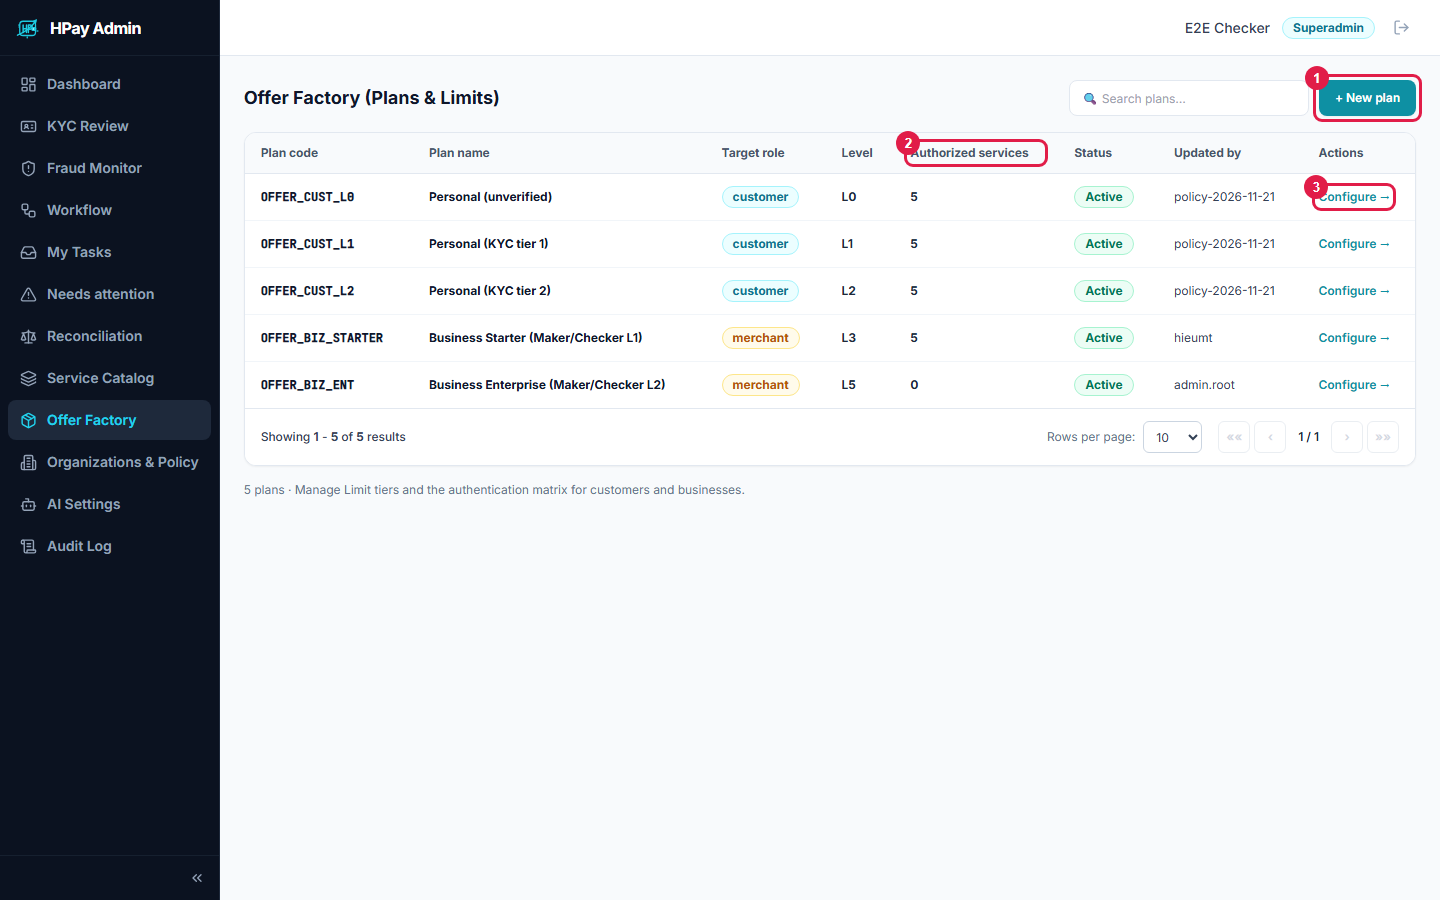 HPay Admin
E2E Checker
Superadmin
Dashboard
KYC Review
Fraud Monitor
Workflow
My Tasks
Needs attention
Reconciliation
Service Catalog
Offer Factory
Organizations & Policy
AI Settings
Audit Log
«
Offer Factory (Plans & Limits)
Search plans...
1
+ New plan
2
Plan code Plan name Target role Level Authorized services Status Updated by Actions
3
OFFER_CUST_L0 Personal (unverified) customer L0 5 Active policy-2026-11-21 Configure →
OFFER_CUST_L1 Personal (KYC tier 1) customer L1 5 Active policy-2026-11-21 Configure →
OFFER_CUST_L2 Personal (KYC tier 2) customer L2 5 Active policy-2026-11-21 Configure →
OFFER_BIZ_STARTER Business Starter (Maker/Checker L1) merchant L3 5 Active hieumt Configure →
OFFER_BIZ_ENT Business Enterprise (Maker/Checker L2) merchant L5 0 Active admin.root Configure →
Showing 1 - 5 of 5 results
Rows per page: 10 «« ‹ 1 / 1 › »»
5 plans · Manage Limit tiers and the authentication matrix for customers and businesses.